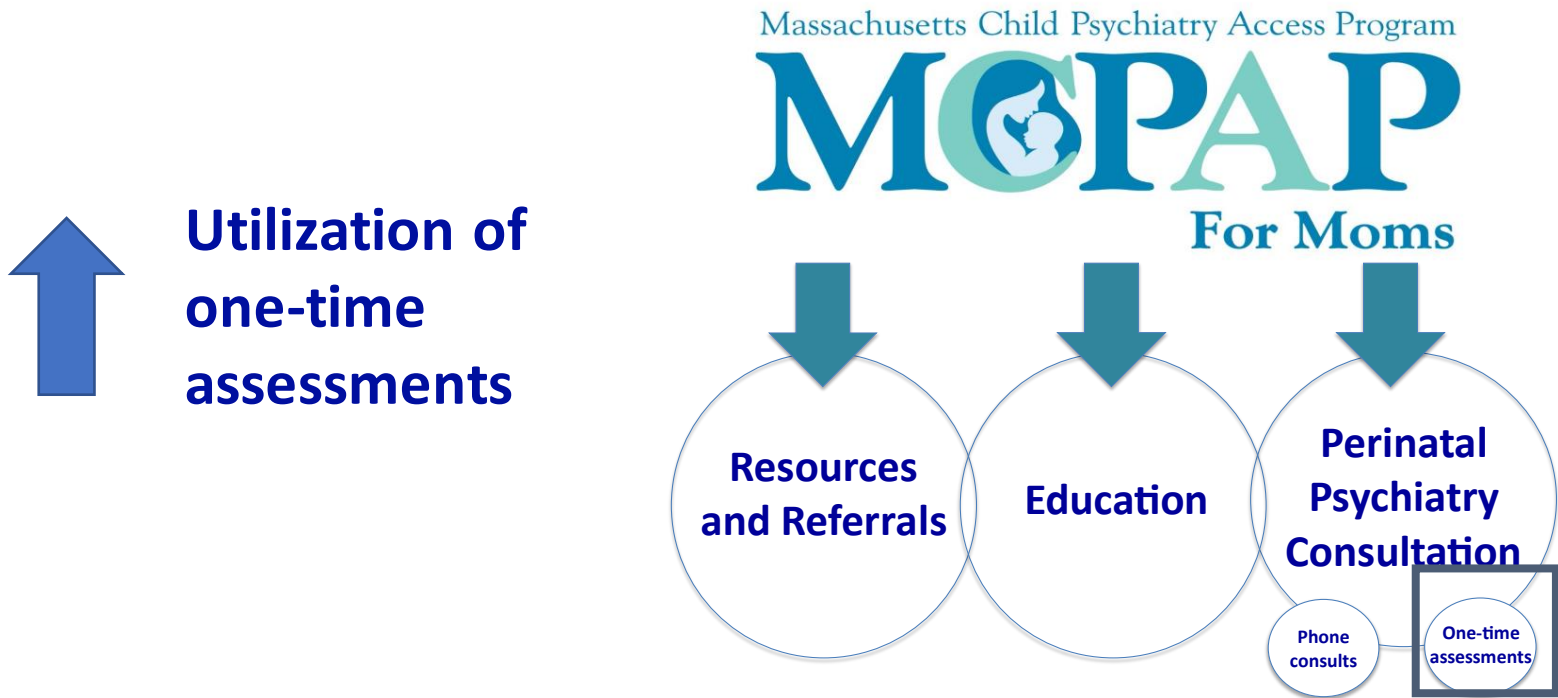 Massachusetts Child Psychiatry Access Program
MCPAP
For Moms
Utilization of
one-time
assessments
Resources
and Referrals
Education
Perinatal
Psychiatry
Consultation
Phone
consults
One-time
assessments